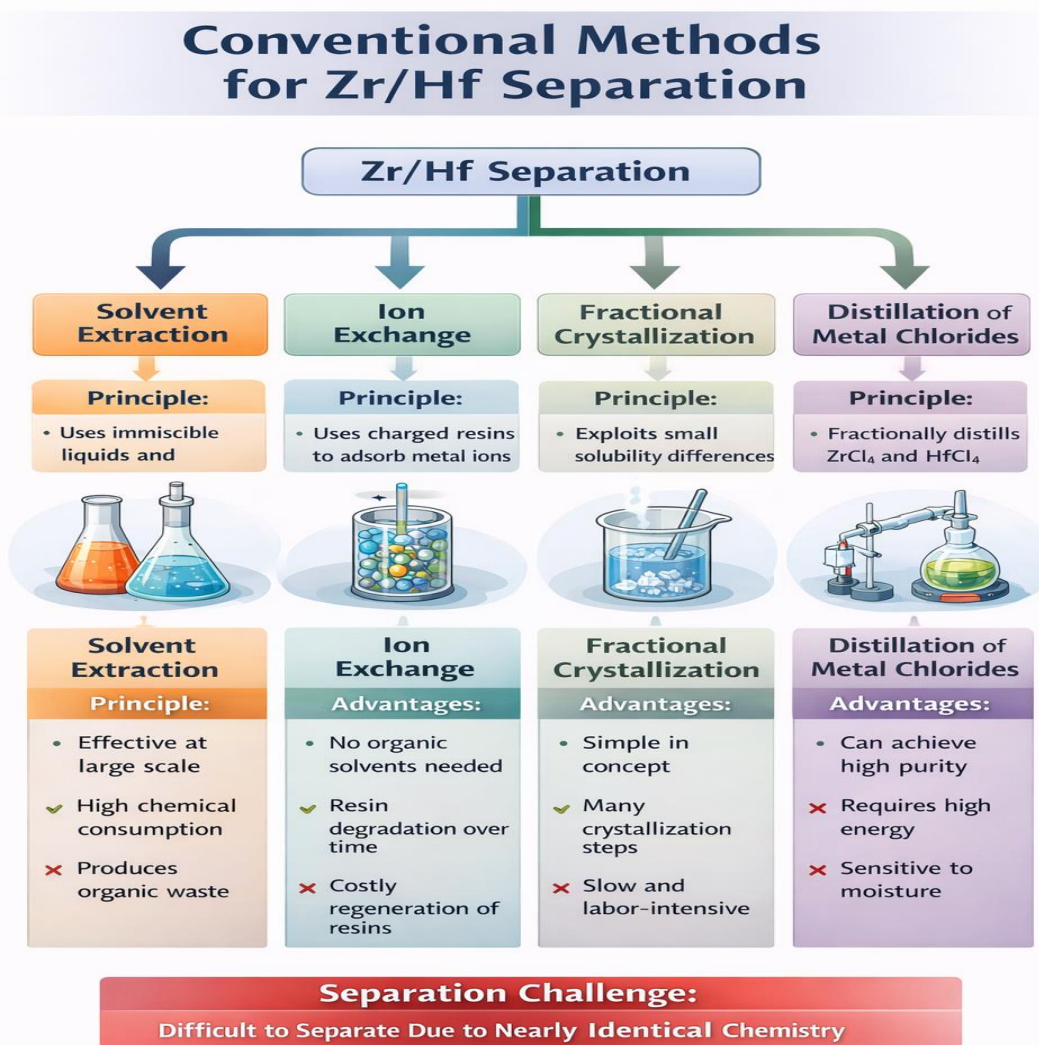 Conventional Methods
for Zr/Hf Separation
Zr/Hf Separation
Solvent
Extraction
Principle:
• Uses immiscible
liquids and
Ion
Exchange
Principle:
• Uses charged resins
to adsorb metal ions
Fractional
Crystallization
Principle:
• Exploits small
solubility differences
Distillation of
Metal Chlorides
Principle:
• Fractionally distills
ZrCl₄ and HfCl₄
Solvent
Extraction
Principle:
• Effective at
large scale
✓ High chemical
consumption
✗ Produces
organic waste
Ion
Exchange
Advantages:
• No organic
solvents needed
✓ Resin
degradation over
time
✗ Costly
regeneration of
resins
Fractional
Crystallization
Advantages:
• Simple in
concept
✓ Many
crystallization
steps
✗ Slow and
labor-intensive
Distillation of
Metal Chlorides
Advantages:
• Can achieve
high purity
✗ Requires high
energy
✗ Sensitive to
moisture
Separation Challenge:
Difficult to Separate Due to Nearly Identical Chemistry